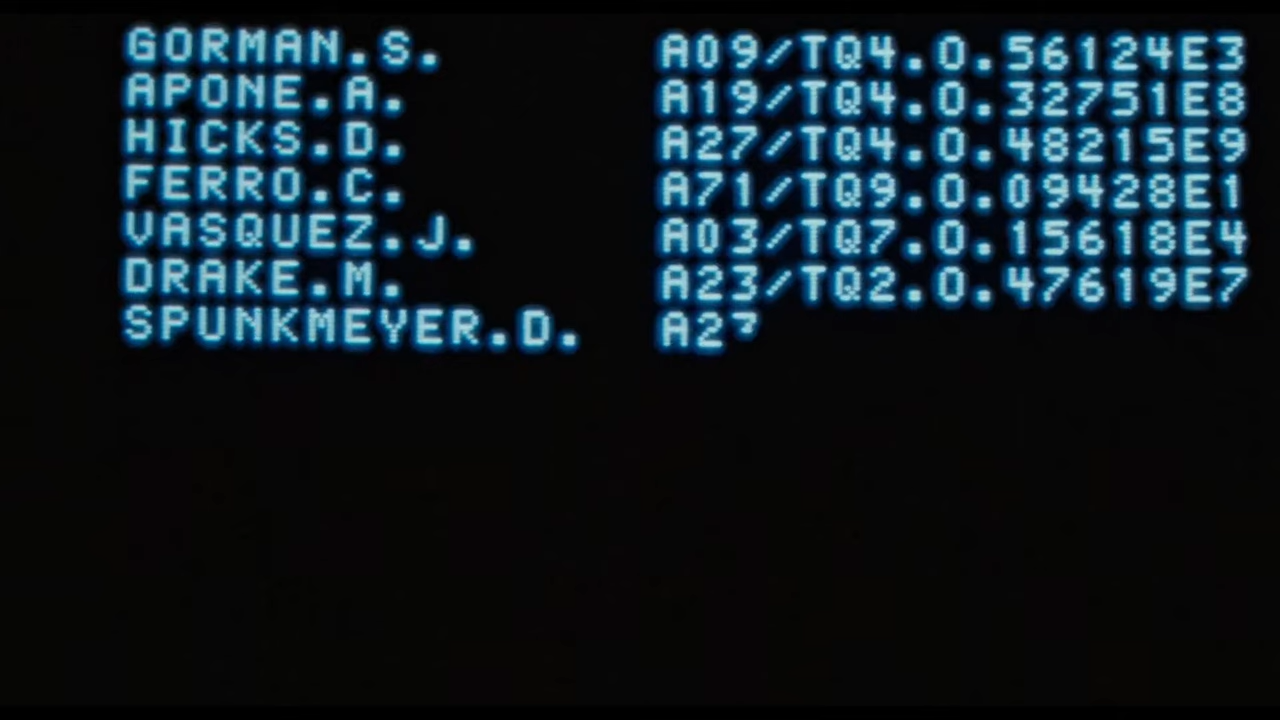 GORMAN.S. A09/TQ4.0.56124E3
APONE.A. A19/TQ4.0.32751E8
HICKS.D. A27/TQ4.0.48215E9
FERRO.C. A71/TQ9.0.09428E1
VASQUEZ.J. A03/TQ7.0.15618E4
DRAKE.M. A23/TQ2.0.47619E7
SPUNKMEYER.D. A2